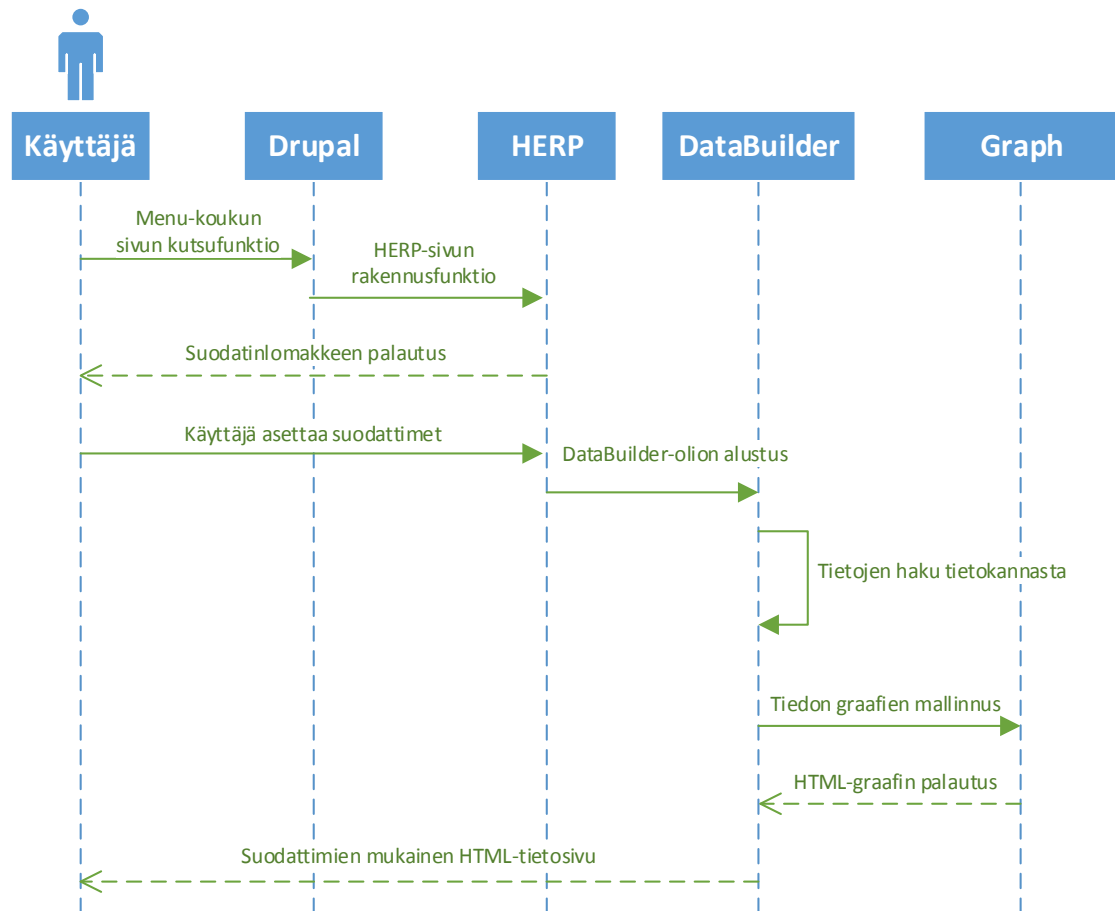 Käyttäjä
Drupal
HERP
DataBuilder
Graph
Menu-koukun
sivun kutsufunktio
HERP-sivun
rakennusfunktio
Suodatinlomakkeen palautus
Käyttäjä asettaa suodattimet
DataBuilder-olion alustus
Tietojen haku tietokannasta
Tiedon graafien mallinnus
HTML-graafin palautus
Suodattimien mukainen HTML-tietosivu